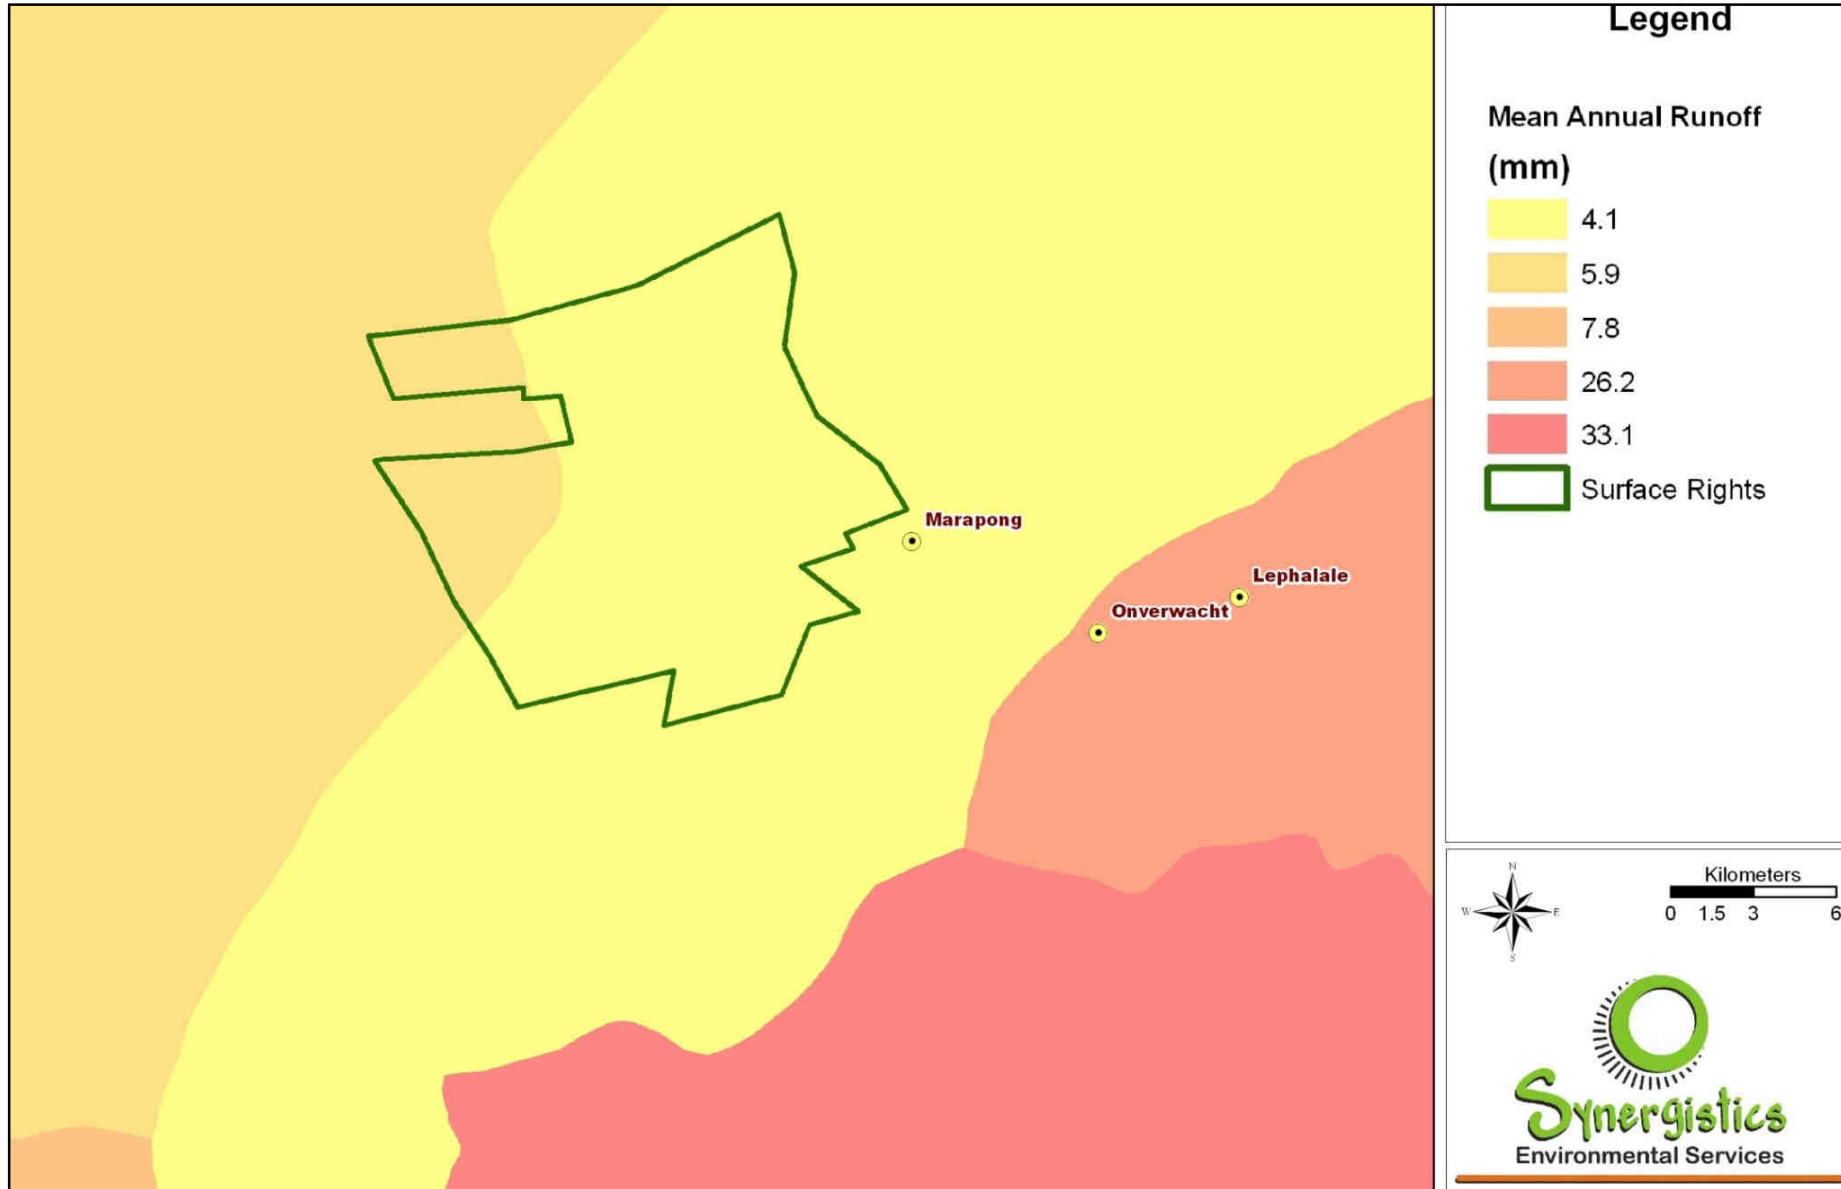 Legend
Mean Annual Runoff
(mm)
4.1
5.9
7.8
26.2
33.1
Surface Rights
Marapong
Lephalale
Onverwacht
N
W E
S
Kilometers
0 1.5 3 6
Synergistics
Environmental Services